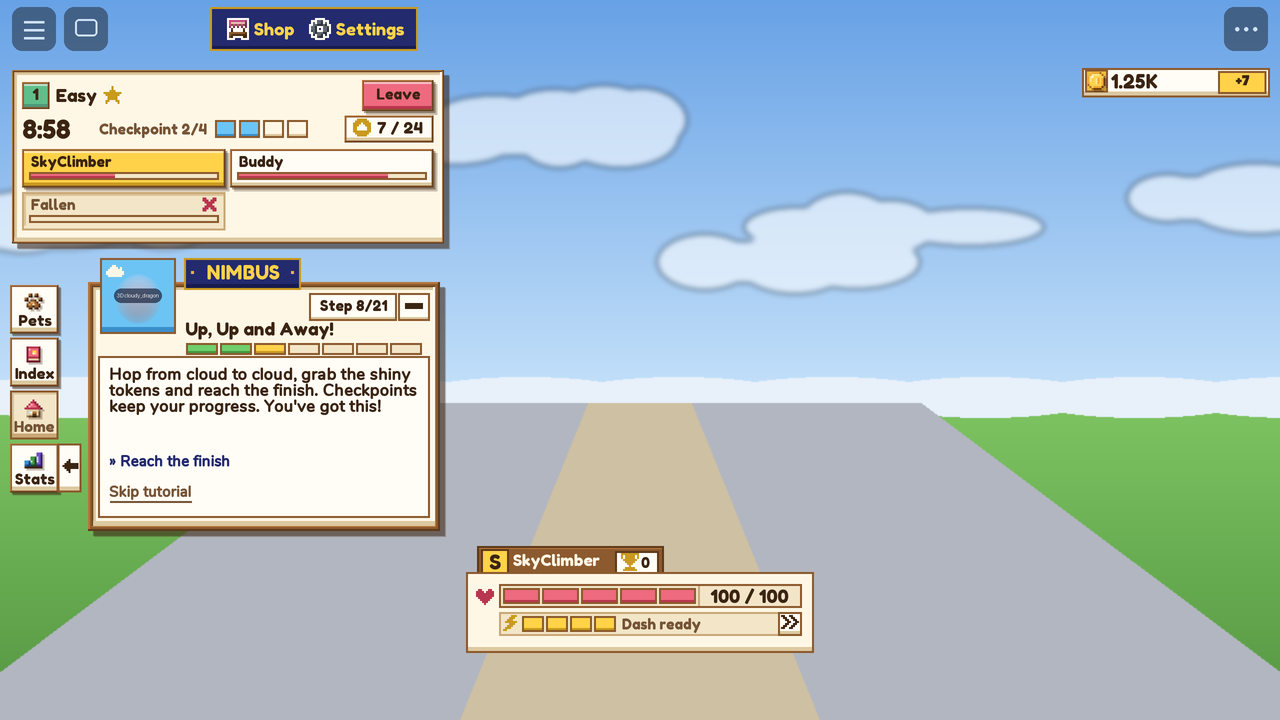 Shop Settings
1 Easy Leave
8:58 Checkpoint 2/4 7 / 24
SkyClimber Buddy
Fallen
1.25K +7
NIMBUS
3D cloudy_dragon
Step 8/21
Up, Up and Away!
Hop from cloud to cloud, grab the shiny
tokens and reach the finish. Checkpoints
keep your progress. You've got this!
» Reach the finish
Skip tutorial
Pets
Index
Home
Stats
S SkyClimber 0
100 / 100
Dash ready